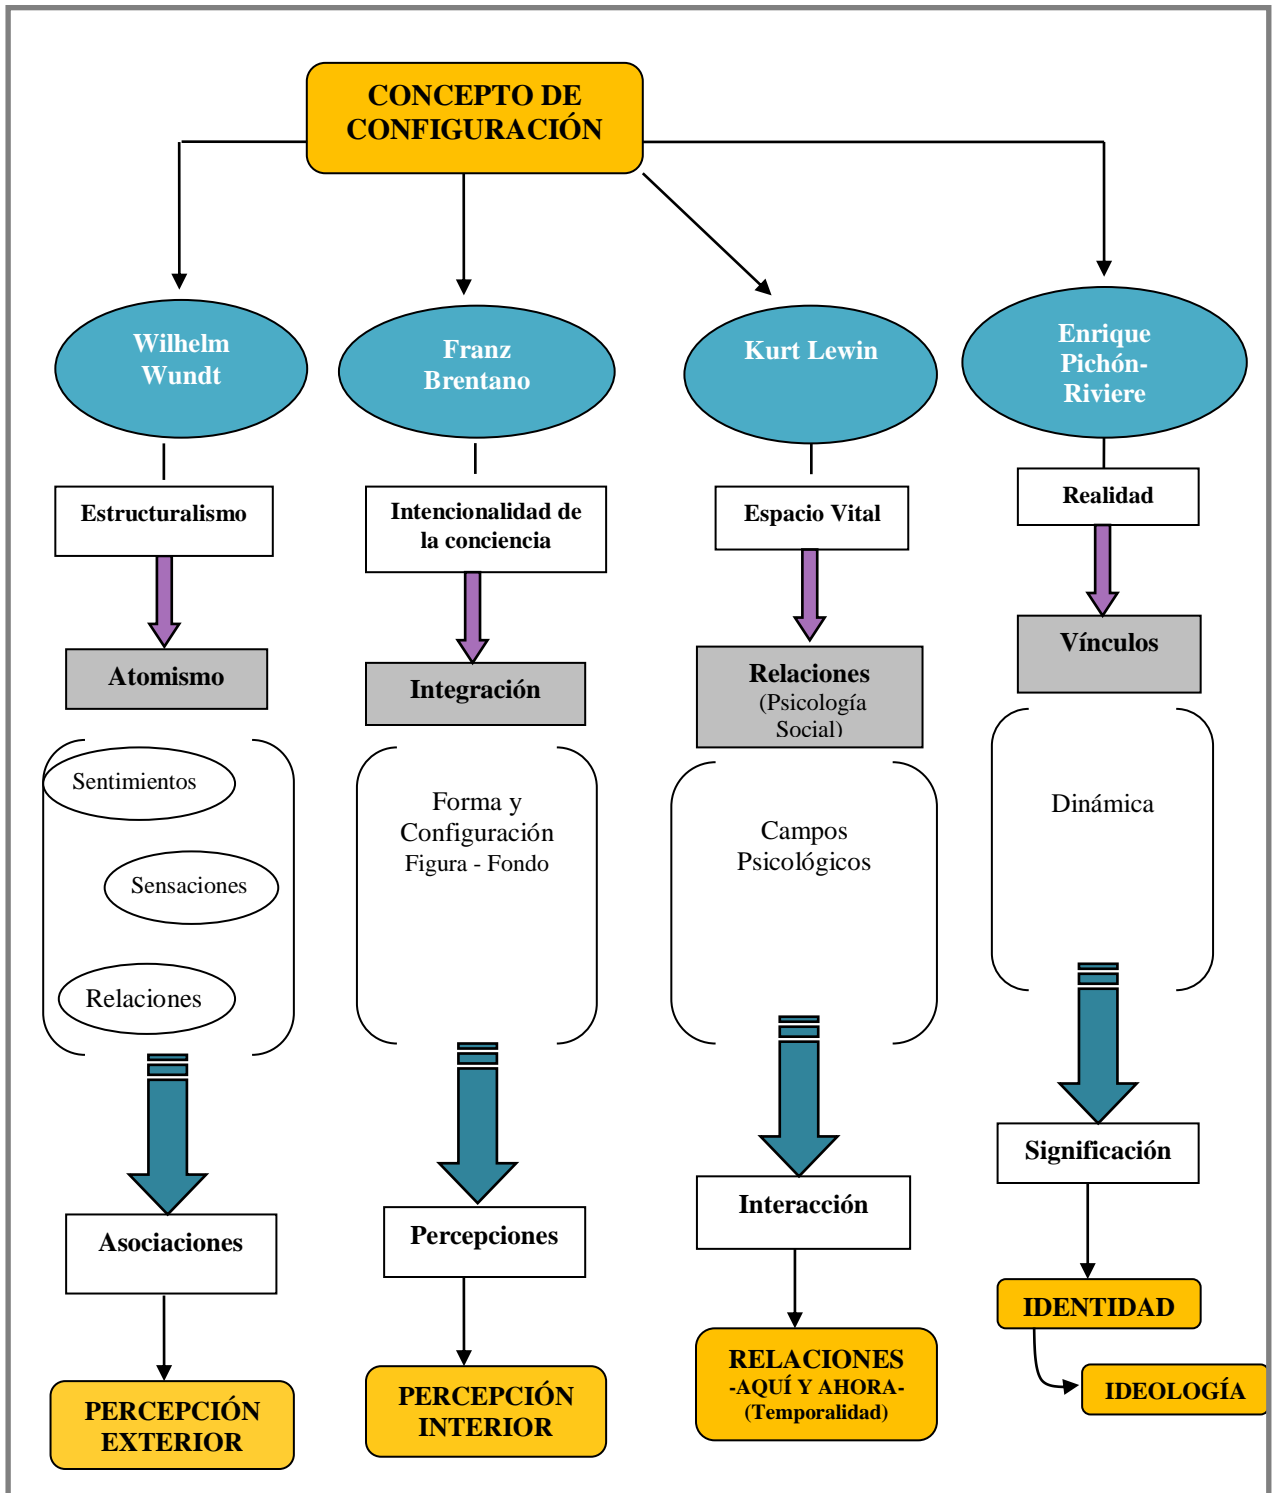 CONCEPTO DE
CONFIGURACIÓN
Wilhelm
Wundt
Franz
Brentano
Kurt Lewin
Enrique
Pichón-
Riviere
Estructuralismo
Intencionalidad de
la conciencia
Espacio Vital
Realidad
Atomismo
Integración
Relaciones
(Psicología
Social)
Vínculos
Sentimientos
Sensaciones
Relaciones
Forma y
Configuración
Figura - Fondo
Campos
Psicológicos
Dinámica
Asociaciones
Percepciones
Interacción
Significación
PERCEPCIÓN
EXTERIOR
PERCEPCIÓN
INTERIOR
RELACIONES
-AQUÍ Y AHORA-
(Temporalidad)
IDENTIDAD
IDEOLOGÍA